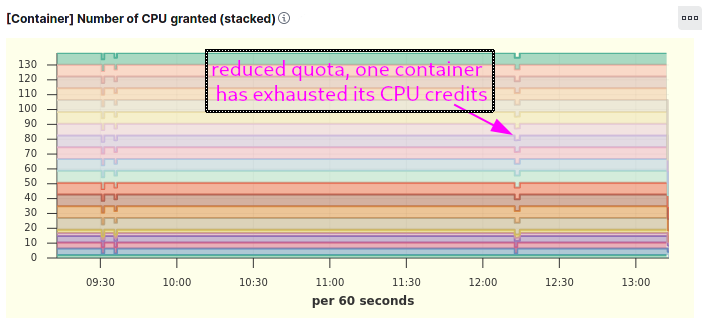 [Container] Number of CPU granted (stacked)
reduced quota, one container
has exhausted its CPU credits
130
120
110
100
90
80
70
60
50
40
30
20
10
0
09:30 10:00 10:30 11:00 11:30 12:00 12:30 13:00
per 60 seconds